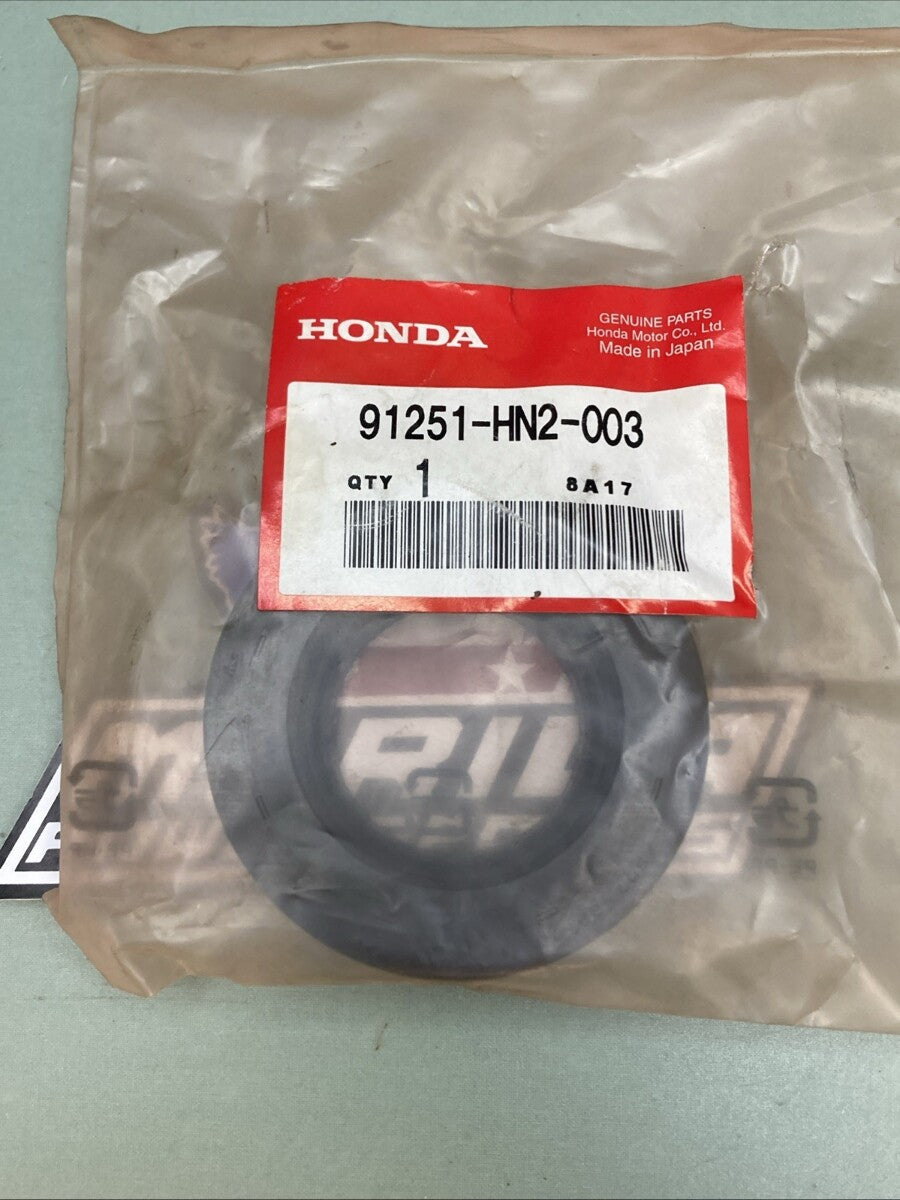 HONDA
GENUINE PARTS
Honda Motor Co., Ltd.
Made in Japan
91251-HN2-003
QTY 1
8A17